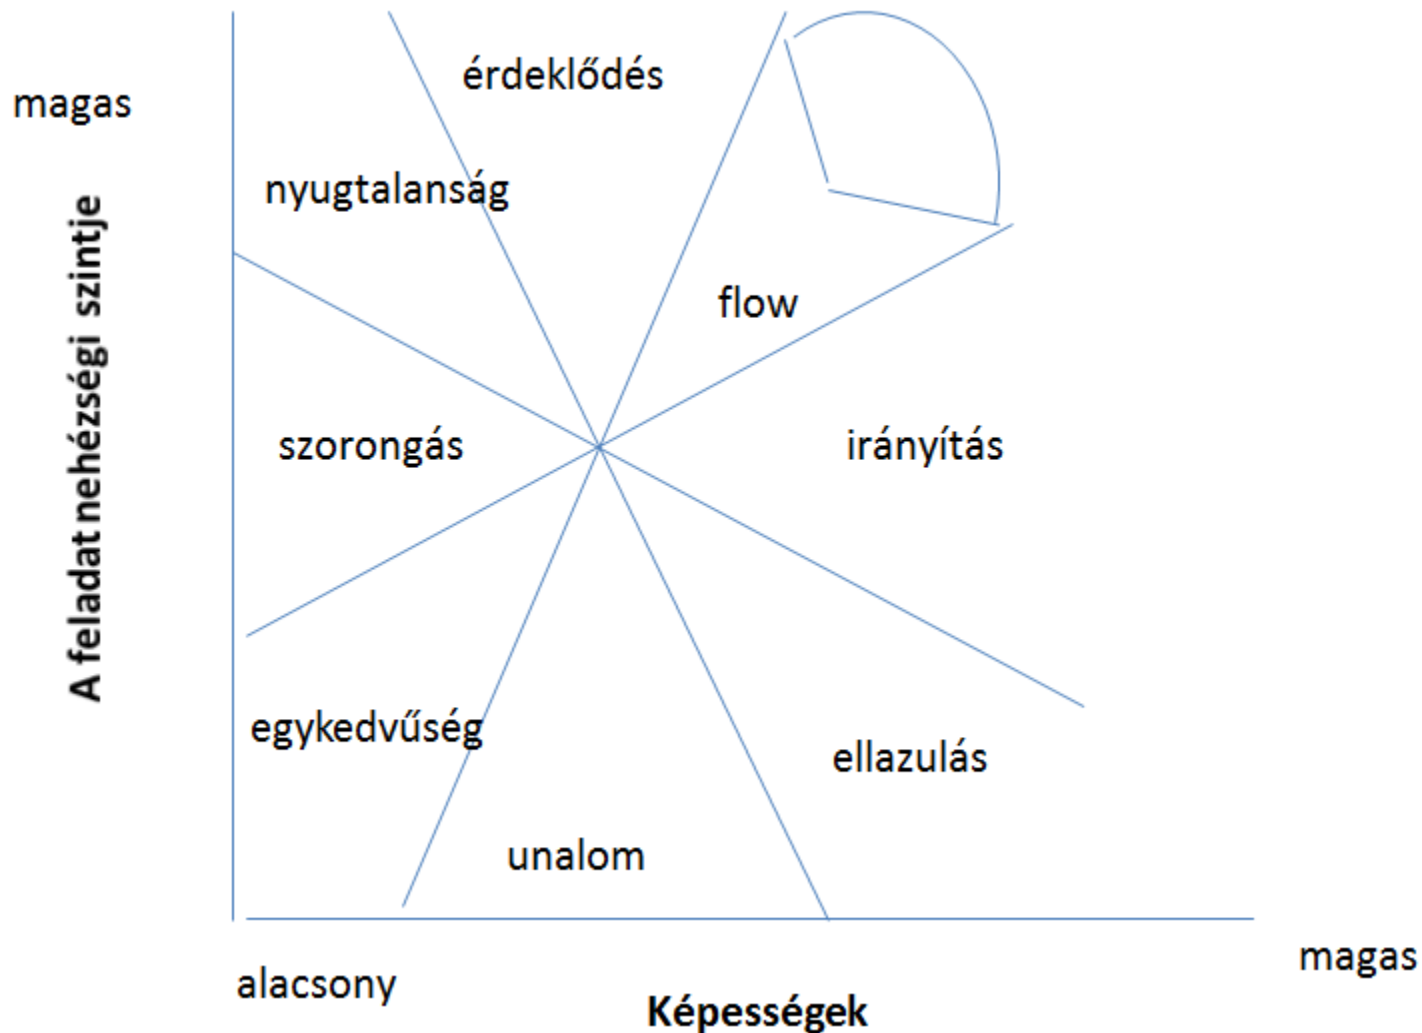 érdeklődés
magas
nyugtalanság
A feladat nehézségi szintje
flow
szorongás
irányítás
egykedvűség
ellazulás
unalom
magas
alacsony
Képességek